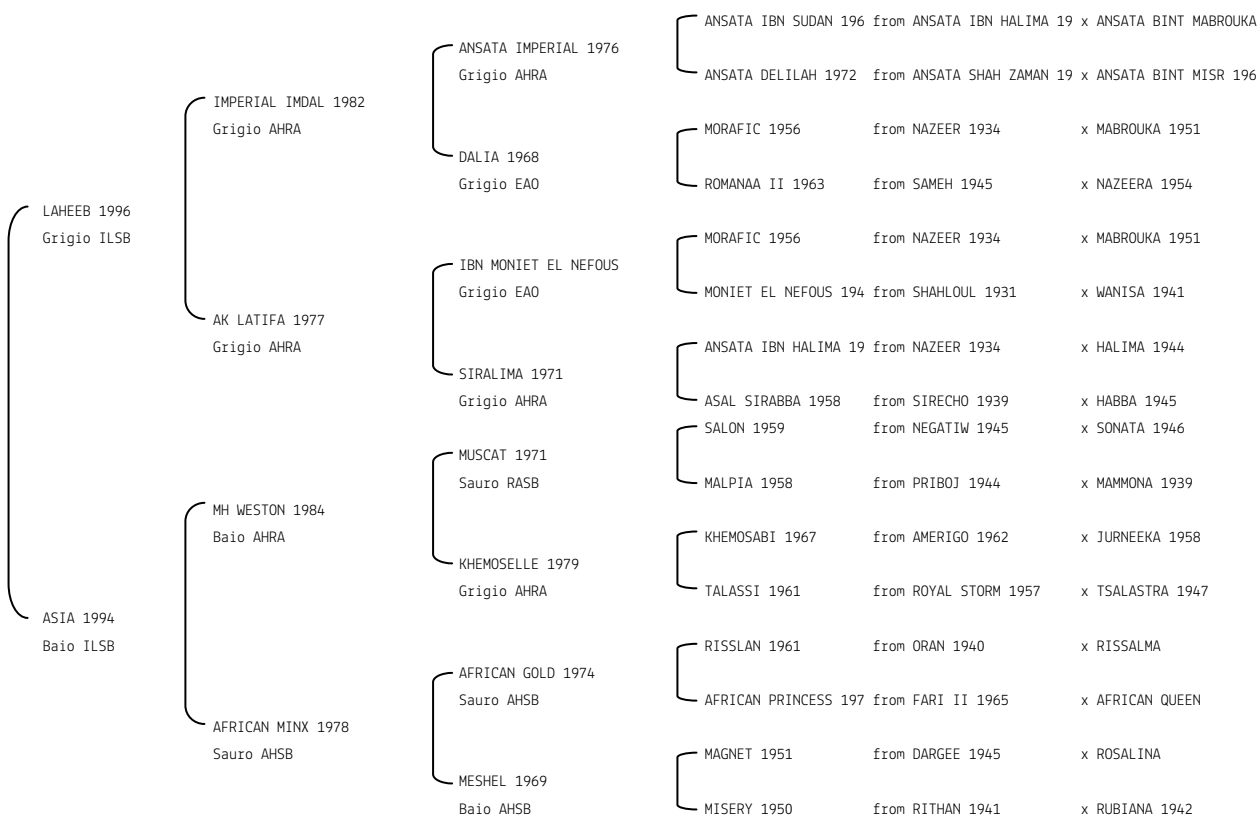 ANSATA IBN SUDAN 196 from ANSATA IBN HALIMA 19 x ANSATA BINT MABROUKA
ANSATA IMPERIAL 1976
Grigio AHRA
ANSATA DELILAH 1972 from ANSATA SHAH ZAMAN 19 x ANSATA BINT MISR 196
IMPERIAL IMDAL 1982
Grigio AHRA
MORAFIC 1956 from NAZEER 1934 x MABROUKA 1951
DALIA 1968
Grigio EAO
ROMANAA II 1963 from SAMEH 1945 x NAZEERA 1954
LAHEEB 1996
Grigio ILSB
MORAFIC 1956 from NAZEER 1934 x MABROUKA 1951
IBN MONIET EL NEFOUS
Grigio EAO
MONIET EL NEFOUS 194 from SHAHLOUL 1931 x WANISA 1941
AK LATIFA 1977
Grigio AHRA
ANSATA IBN HALIMA 19 from NAZEER 1934 x HALIMA 1944
SIRALIMA 1971
Grigio AHRA
ASAL SIRABBA 1958 from SIRECHO 1939 x HABBA 1945
SALON 1959 from NEGATIW 1945 x SONATA 1946
MUSCAT 1971
Sauro RASB
MALPIA 1958 from PRIBOJ 1944 x MAMMONA 1939
MH WESTON 1984
Baio AHRA
KHEMOSABI 1967 from AMERIGO 1962 x JURNEEKA 1958
KHEMOSELLE 1979
Grigio AHRA
TALASSI 1961 from ROYAL STORM 1957 x TSALASTRA 1947
ASIA 1994
Baio ILSB
RISSLAN 1961 from ORAN 1940 x RISSALMA
AFRICAN GOLD 1974
Sauro AHSB
AFRICAN PRINCESS 197 from FARI II 1965 x AFRICAN QUEEN
AFRICAN MINX 1978
Sauro AHSB
MAGNET 1951 from DARGEE 1945 x ROSALINA
MESHEL 1969
Baio AHSB
MISERY 1950 from RITHAN 1941 x RUBIANA 1942